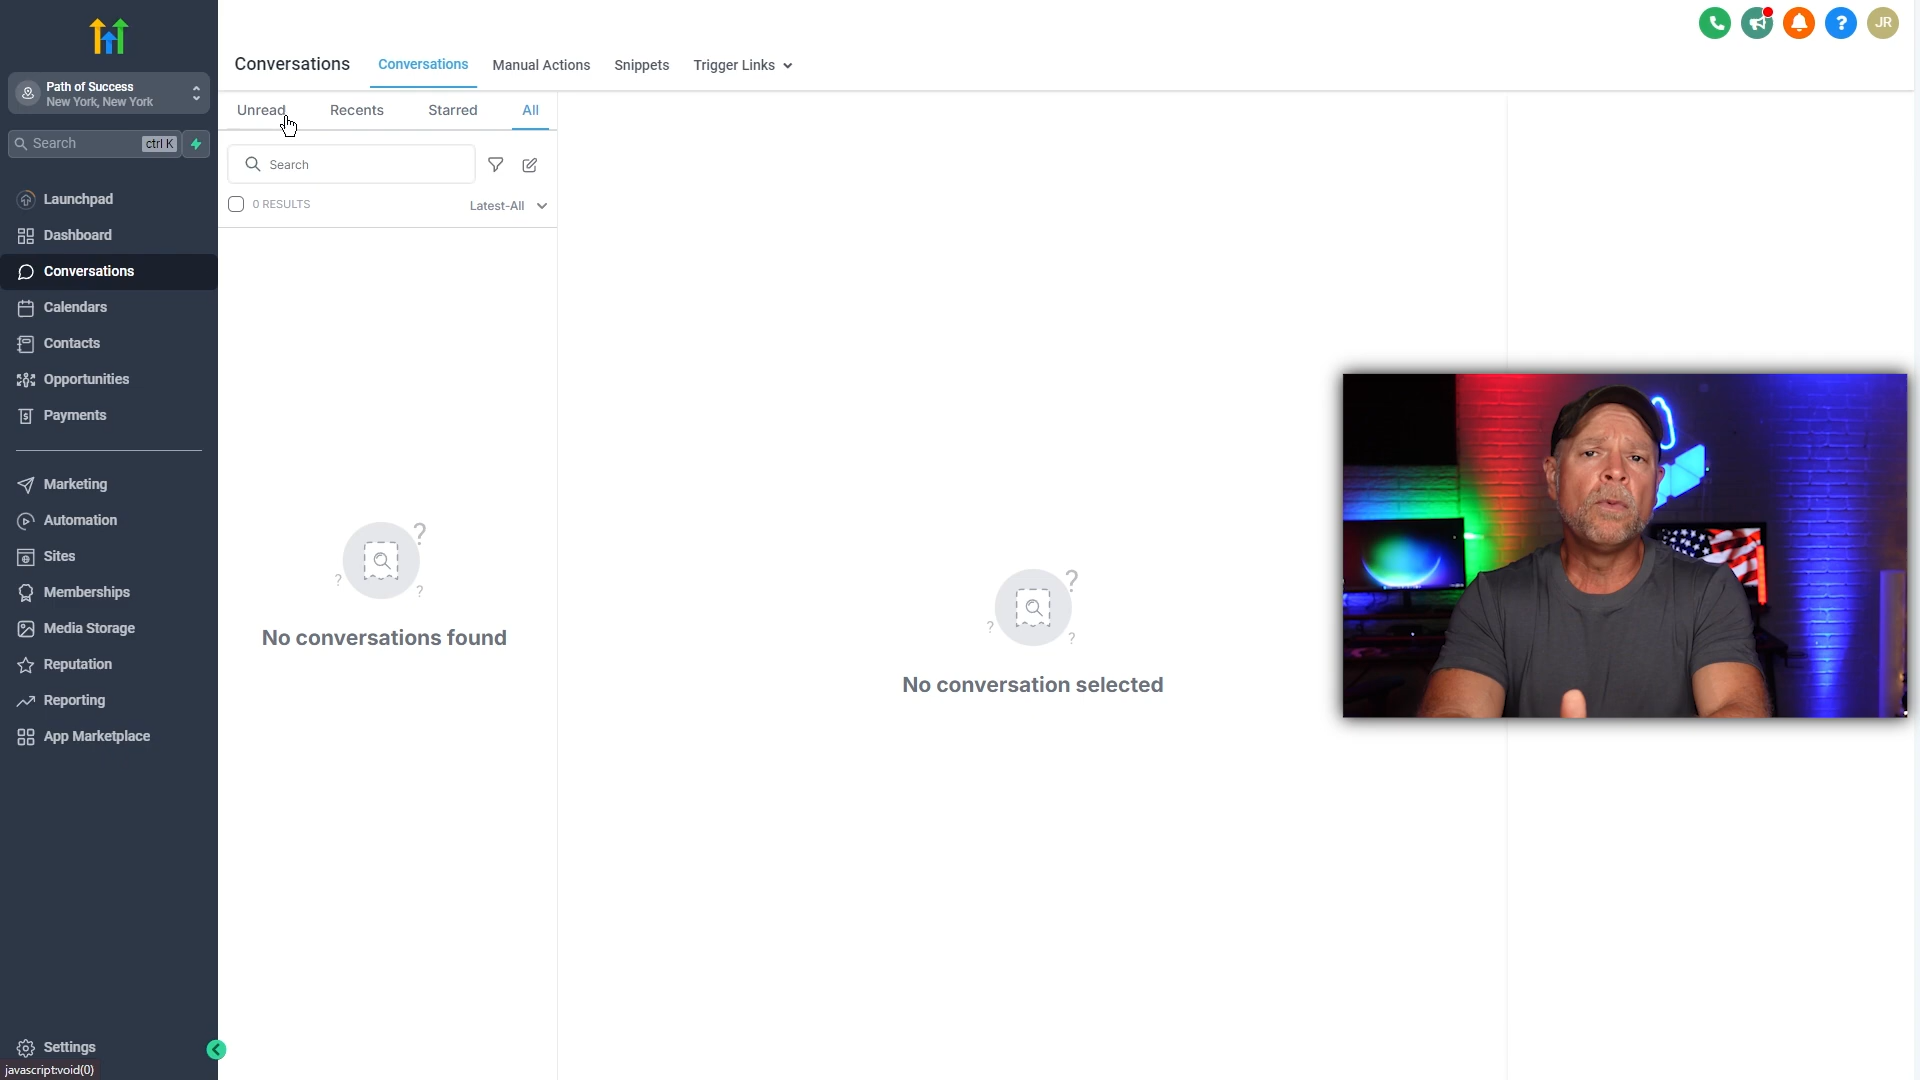 Path of Success
New York, New York
Search
ctrl K
Launchpad
Dashboard
Conversations
Calendars
Contacts
Opportunities
Payments
Marketing
Automation
Sites
Memberships
Media Storage
Reputation
Reporting
App Marketplace
Settings
javascript:void(0)
Conversations
Conversations
Manual Actions
Snippets
Trigger Links
JR
Unread
Recents
Starred
All
Search
0 RESULTS
Latest-All
No conversations found
No conversation selected